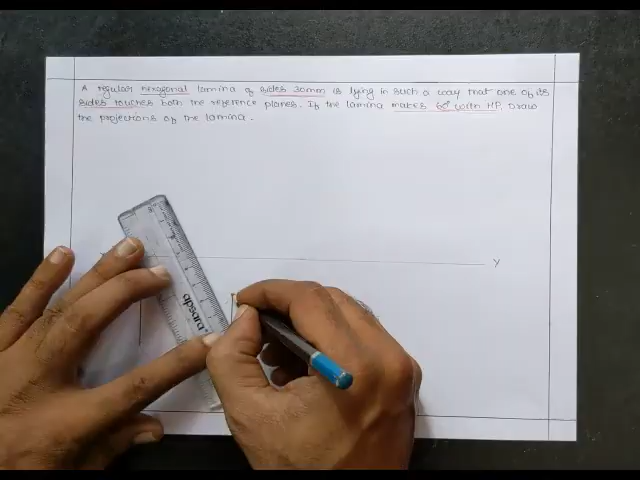 A regular hexagonal lamina of sides 30mm is lying in such a way that one of its
sides touches both the reference planes. If the lamina makes 60° with HP. Draw
the projections of the lamina.
Y
apsara